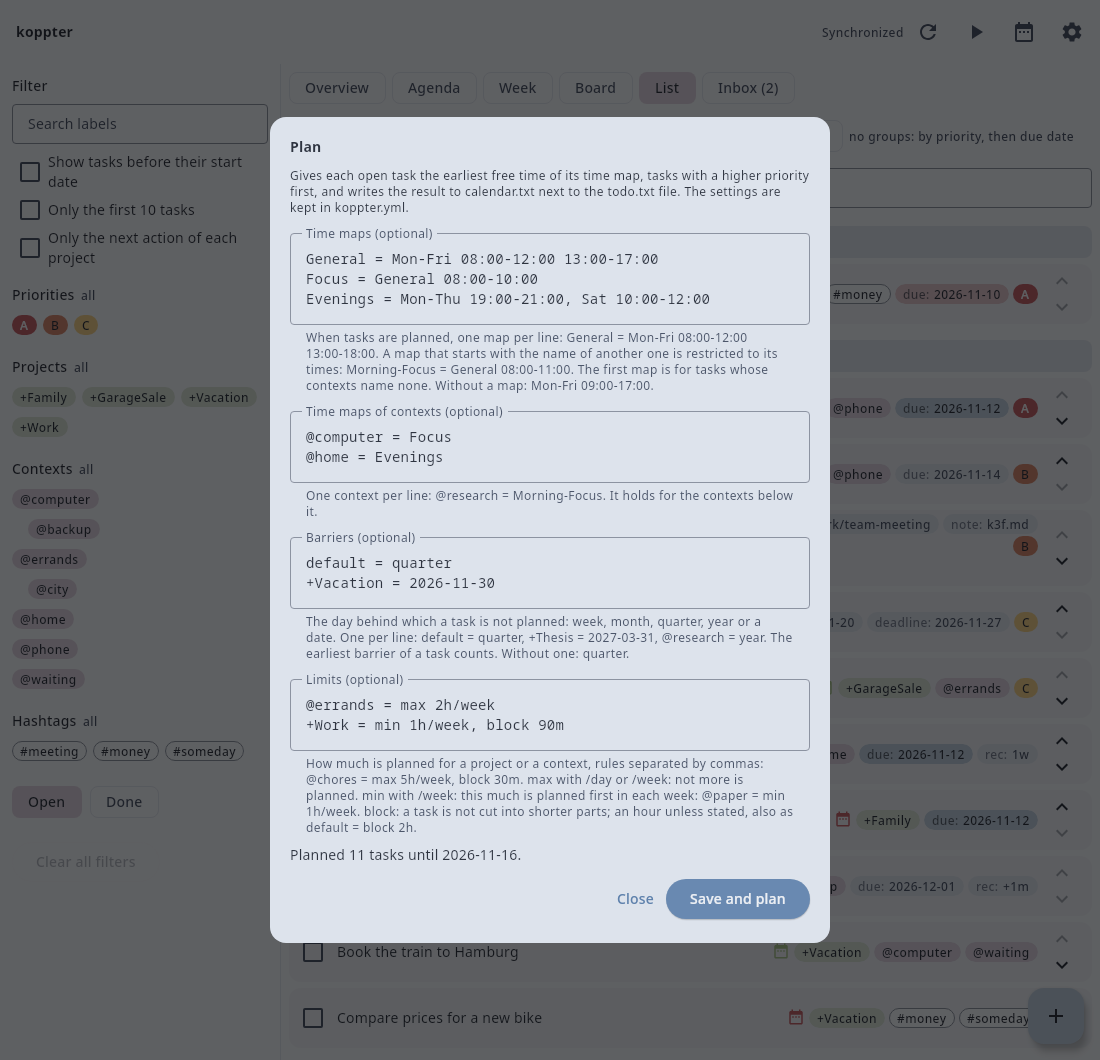 koppter
Synchronized
Filter
Search labels
Show tasks before their start
date
Only the first 10 tasks
Only the next action of each
project
Priorities all
A B C
Projects all
+Family +GarageSale +Vacation
+Work
Contexts all
@computer
@backup
@errands
@city
@home
@phone
@waiting
Hashtags all
#meeting #money #someday
Open Done
Clear all filters
Overview Agenda Week Board List Inbox (2)
no groups: by priority, then due date
#money due: 2026-11-10 A
@phone due: 2026-11-12 A
@phone due: 2026-11-14 B
rk/team-meeting note: k3f.md
B
1-20 deadline: 2026-11-27 C
+GarageSale @errands C
me due: 2026-11-12 rec: 1w
+Family due: 2026-11-12
p due: 2026-12-01 rec: +1m
Book the train to Hamburg +Vacation @computer @waiting
Compare prices for a new bike +Vacation #money #someday
Plan
Gives each open task the earliest free time of its time map, tasks with a higher priority
first, and writes the result to calendar.txt next to the todo.txt file. The settings are
kept in koppter.yml.
Time maps (optional)
General = Mon-Fri 08:00-12:00 13:00-17:00
Focus = General 08:00-10:00
Evenings = Mon-Thu 19:00-21:00, Sat 10:00-12:00
When tasks are planned, one map per line: General = Mon-Fri 08:00-12:00
13:00-18:00. A map that starts with the name of another one is restricted to its
times: Morning-Focus = General 08:00-11:00. The first map is for tasks whose
contexts name none. Without a map: Mon-Fri 09:00-17:00.
Time maps of contexts (optional)
@computer = Focus
@home = Evenings
One context per line: @research = Morning-Focus. It holds for the contexts below
it.
Barriers (optional)
default = quarter
+Vacation = 2026-11-30
The day behind which a task is not planned: week, month, quarter, year or a
date. One per line: default = quarter, +Thesis = 2027-03-31, @research = year. The
earliest barrier of a task counts. Without one: quarter.
Limits (optional)
@errands = max 2h/week
+Work = min 1h/week, block 90m
How much is planned for a project or a context, rules separated by commas:
@chores = max 5h/week, block 30m. max with /day or /week: not more is
planned. min with /week: this much is planned first in each week: @paper = min
1h/week. block: a task is not cut into shorter parts; an hour unless stated, also as
default = block 2h.
Planned 11 tasks until 2026-11-16.
Close Save and plan